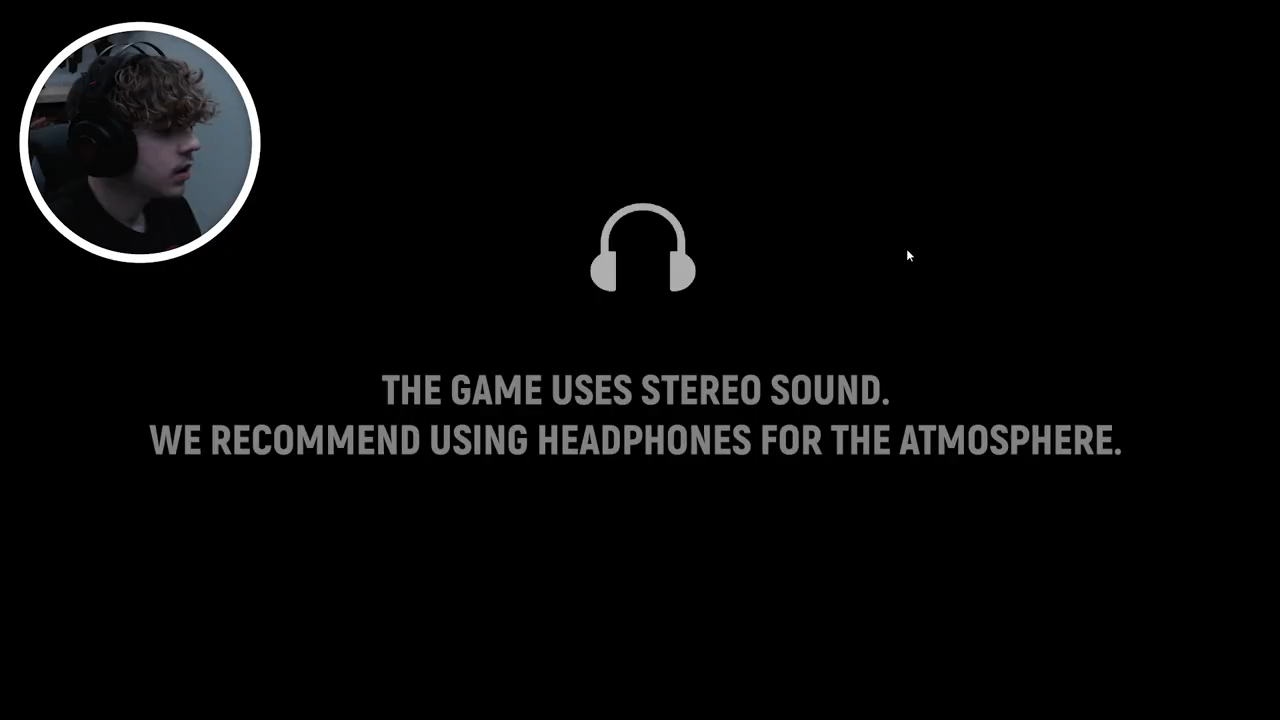 THE GAME USES STEREO SOUND.
WE RECOMMEND USING HEADPHONES FOR THE ATMOSPHERE.